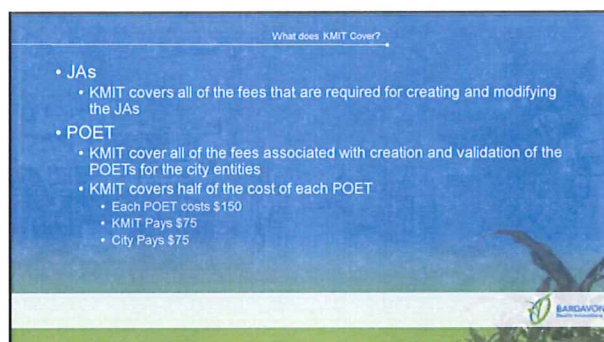 What does KMIT Cover?
• JAs
• KMIT covers all of the fees that are required for creating and modifying
the JAs
• POET
• KMIT cover all of the fees associated with creation and validation of the
POETs for the city entities
• KMIT covers half of the cost of each POET
• Each POET costs $150
• KMIT Pays $75
• City Pays $75
BARDAVON
Health Innovations